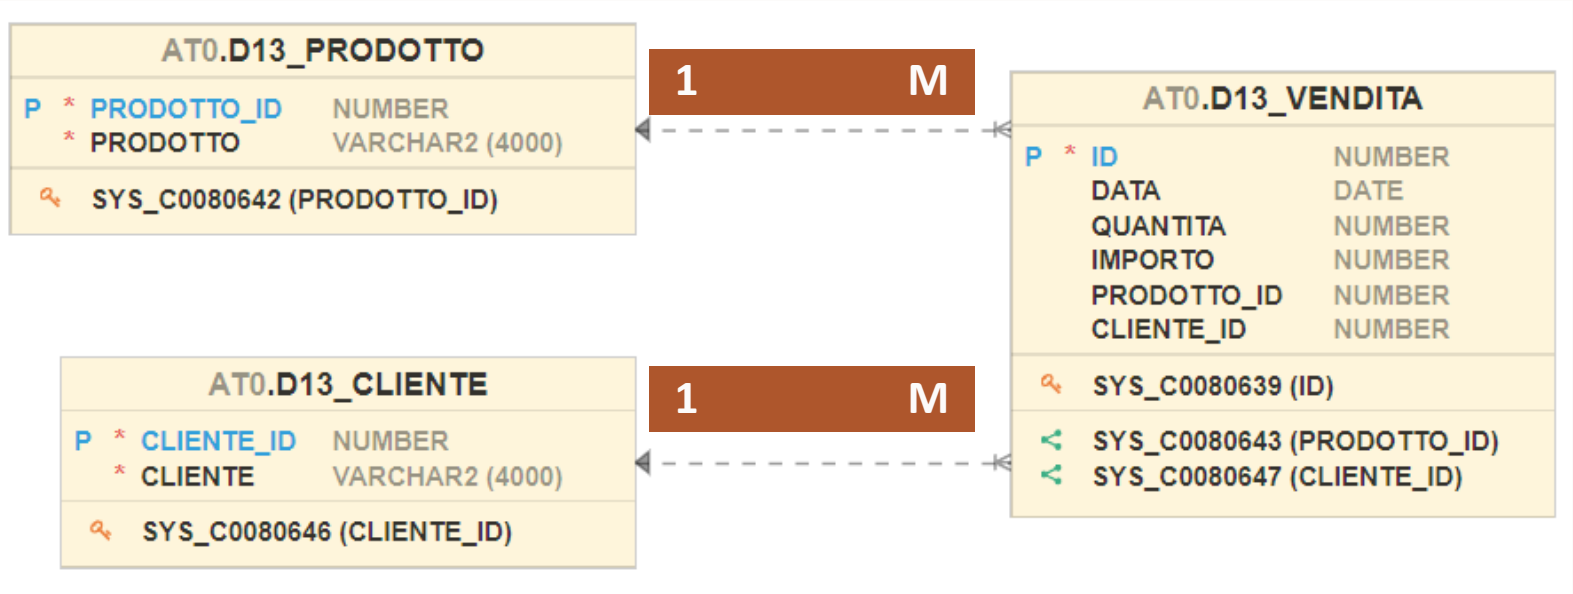 AT0.D13_PRODOTTO
P * PRODOTTO_ID NUMBER
* PRODOTTO VARCHAR2 (4000)
SYS_C0080642 (PRODOTTO_ID)
1 M
AT0.D13_VENDITA
P * ID NUMBER
DATA DATE
QUANTITA NUMBER
IMPORTO NUMBER
PRODOTTO_ID NUMBER
CLIENTE_ID NUMBER
SYS_C0080639 (ID)
SYS_C0080643 (PRODOTTO_ID)
SYS_C0080647 (CLIENTE_ID)
AT0.D13_CLIENTE
P * CLIENTE_ID NUMBER
* CLIENTE VARCHAR2 (4000)
SYS_C0080646 (CLIENTE_ID)
1 M